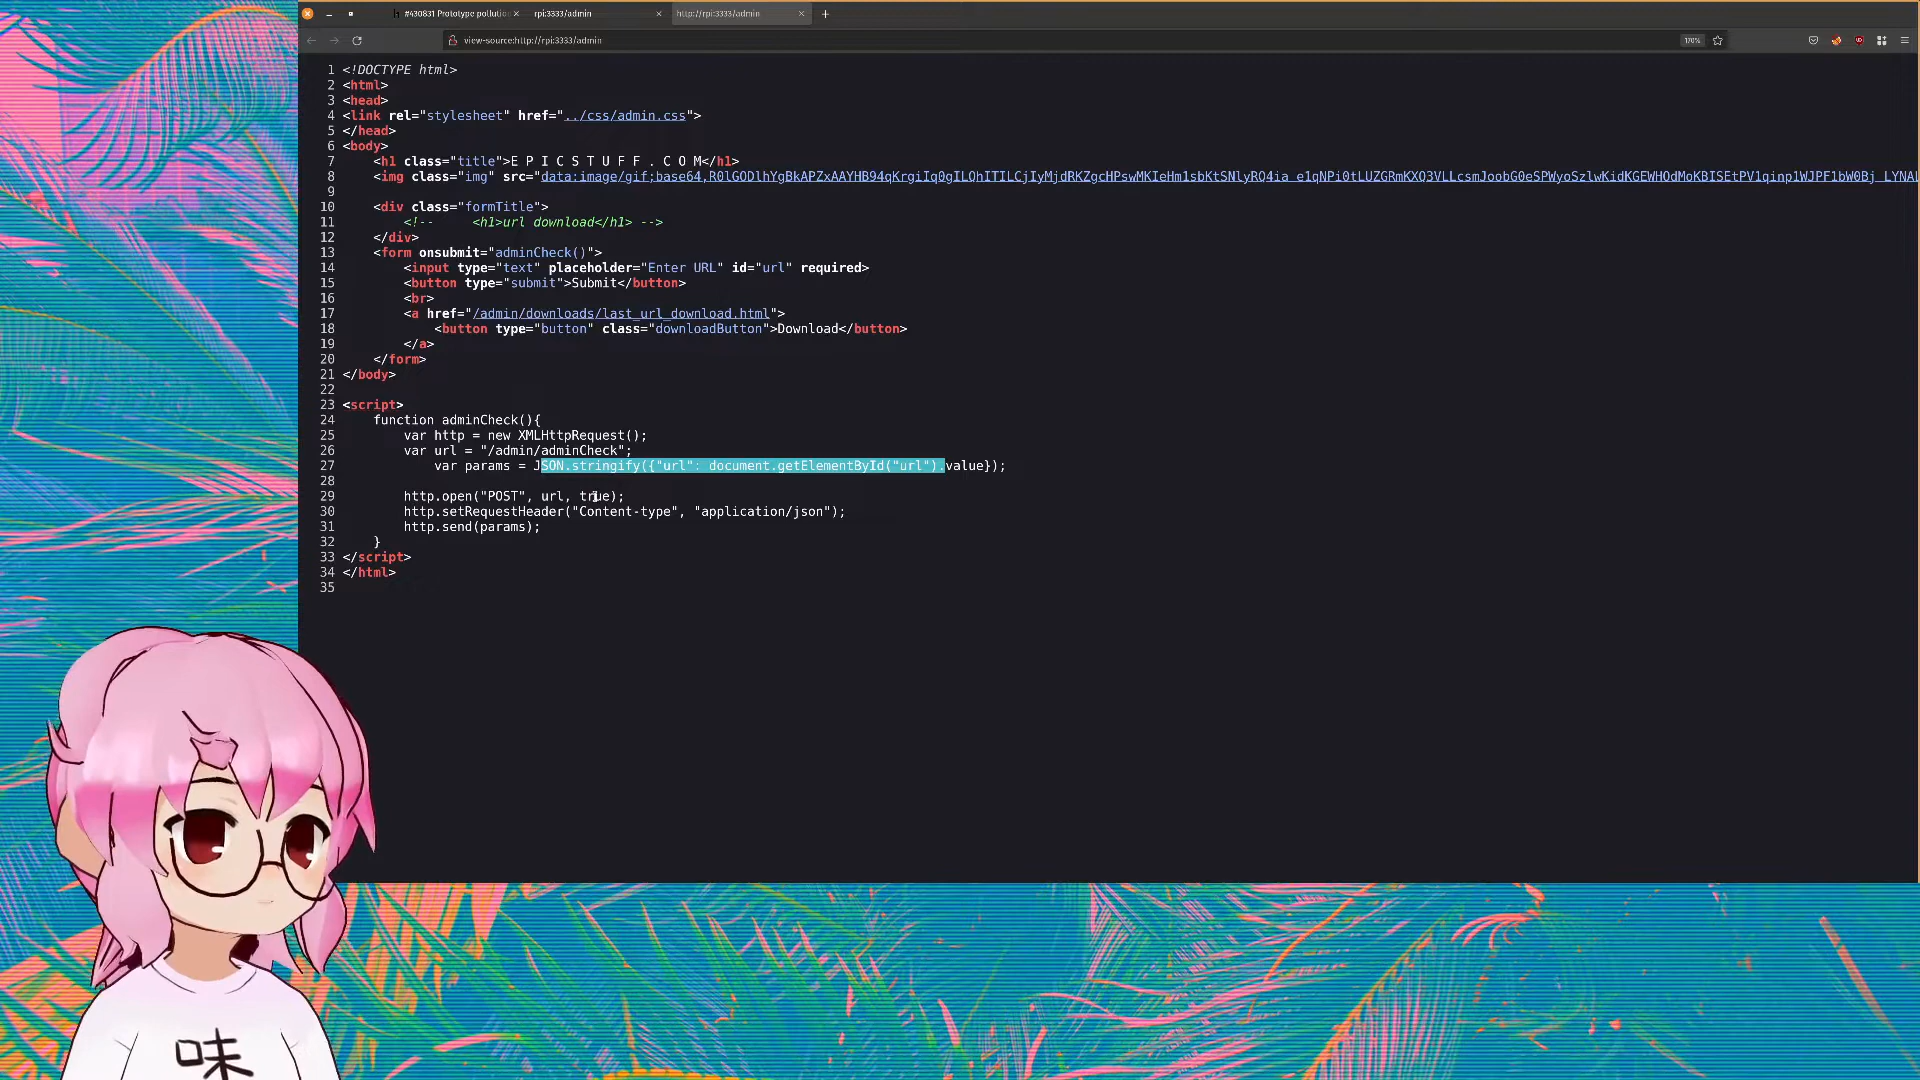 #430831 Prototype pollutio
rpi:3333/admin
http://rpi:3333/admin
view-source:http://rpi:3333/admin
170%
1 <!DOCTYPE html>
2 <html>
3 <head>
4 <link rel="stylesheet" href="../css/admin.css">
5 </head>
6 <body>
7 <h1 class="title">E P I C S T U F F . C O M</h1>
8 <img class="img" src="data:image/gif;base64,
9
10 <div class="formTitle">
11 <!-- <h1>url download</h1> -->
12 </div>
13 <form onsubmit="adminCheck()">
14 <input type="text" placeholder="Enter URL" id="url" required>
15 <button type="submit">Submit</button>
16 <br>
17 <a href="/admin/downloads/last_url_download.html">
18 <button type="button" class="downloadButton">Download</button>
19 </a>
20 </form>
21 </body>
22
23 <script>
24 function adminCheck(){
25 var http = new XMLHttpRequest();
26 var url = "/admin/adminCheck";
27 var params = JSON.stringify({"url": document.getElementById("url").value});
28
29 http.open("POST", url, true);
30 http.setRequestHeader("Content-type", "application/json");
31 http.send(params);
32 }
33 </script>
34 </html>
35
味